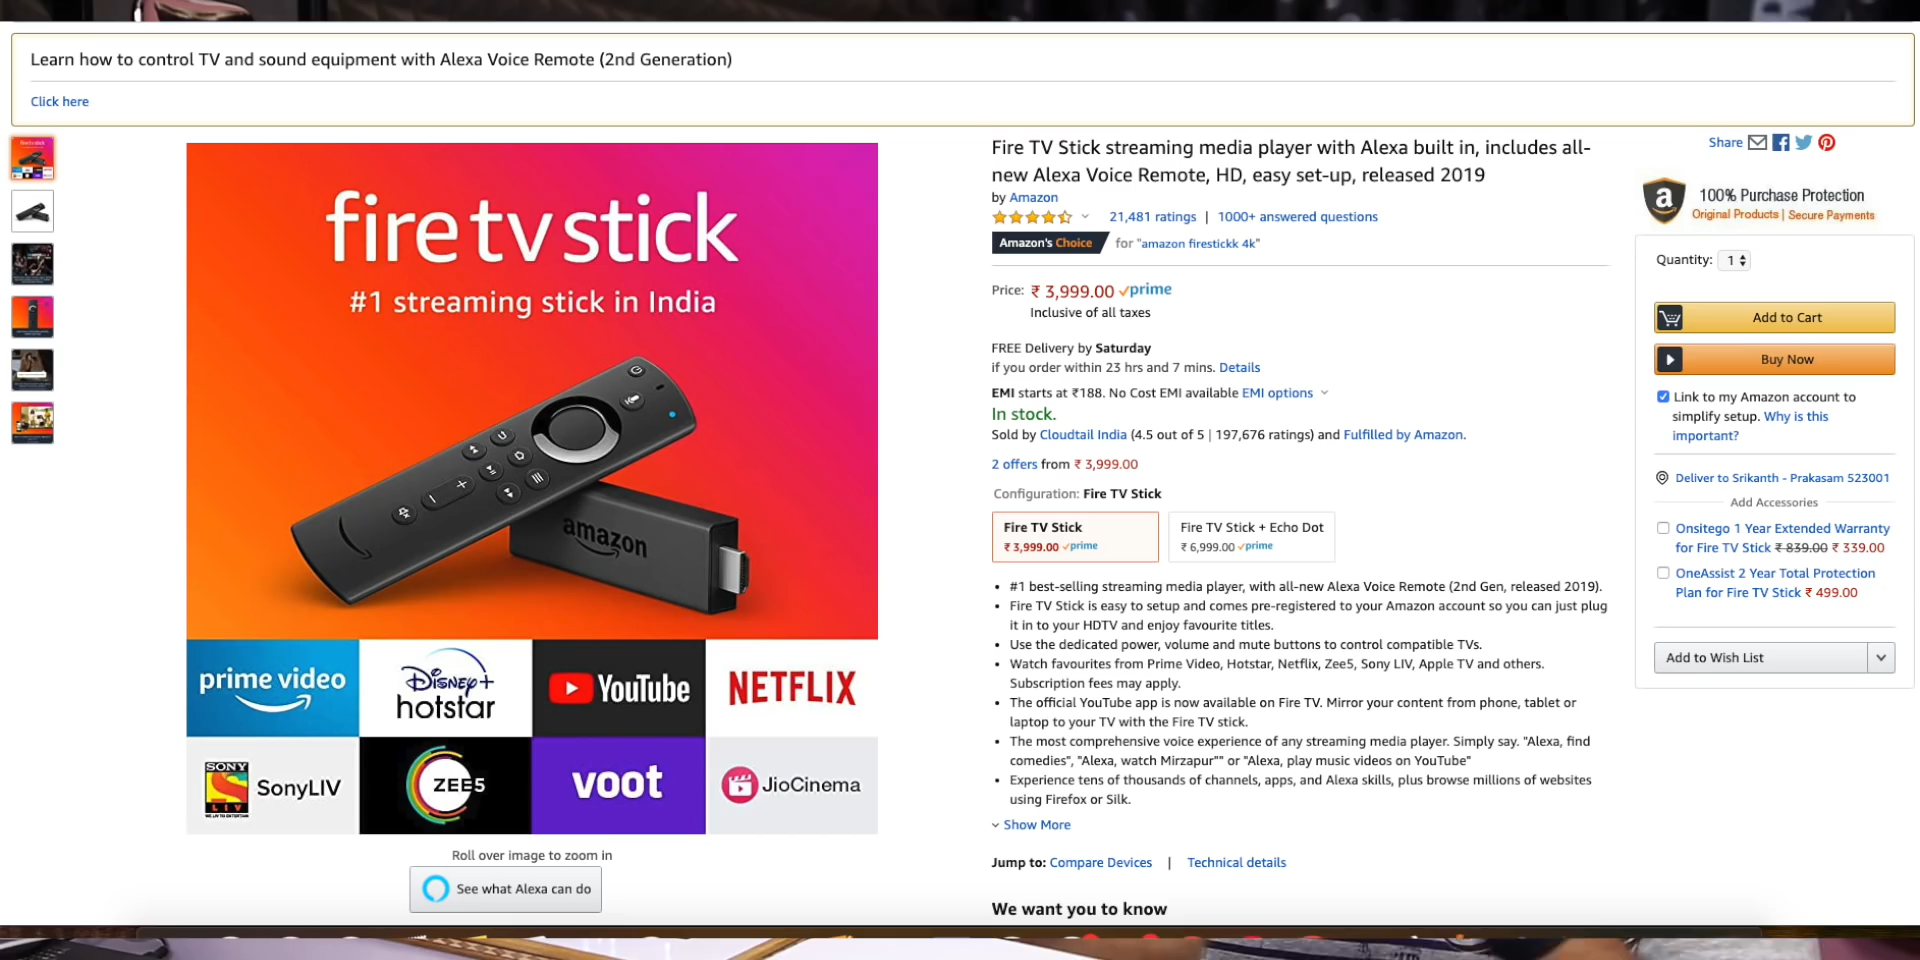 Learn how to control TV and sound equipment with Alexa Voice Remote (2nd Generation)
Click here
fire tv stick
#1 streaming stick in India
amazon
prime video
Disney+
hotstar
YouTube
NETFLIX
SONY
LIV
SonyLIV
ZEE5
voot
JioCinema
Roll over image to zoom in
See what Alexa can do
Fire TV Stick streaming media player with Alexa built in, includes all-
new Alexa Voice Remote, HD, easy set-up, released 2019
by Amazon
21,481 ratings | 1000+ answered questions
Amazon's Choice for "amazon firestickk 4k"
Price: ₹ 3,999.00 prime
Inclusive of all taxes
FREE Delivery by Saturday
if you order within 23 hrs and 7 mins. Details
EMI starts at ₹188. No Cost EMI available EMI options
In stock.
Sold by Cloudtail India (4.5 out of 5 | 197,676 ratings) and Fulfilled by Amazon.
2 offers from ₹ 3,999.00
Configuration: Fire TV Stick
Fire TV Stick
₹ 3,999.00 prime
Fire TV Stick + Echo Dot
₹ 6,999.00 prime
• #1 best-selling streaming media player, with all-new Alexa Voice Remote (2nd Gen, released 2019).
• Fire TV Stick is easy to setup and comes pre-registered to your Amazon account so you can just plug
it in to your HDTV and enjoy favourite titles.
• Use the dedicated power, volume and mute buttons to control compatible TVs.
• Watch favourites from Prime Video, Hotstar, Netflix, Zee5, Sony LIV, Apple TV and others.
Subscription fees may apply.
• The official YouTube app is now available on Fire TV. Mirror your content from phone, tablet or
laptop to your TV with the Fire TV stick.
• The most comprehensive voice experience of any streaming media player. Simply say. "Alexa, find
comedies", "Alexa, watch Mirzapur"" or "Alexa, play music videos on YouTube"
• Experience tens of thousands of channels, apps, and Alexa skills, plus browse millions of websites
using Firefox or Silk.
Show More
Jump to: Compare Devices | Technical details
We want you to know
Share
a
100% Purchase Protection
Original Products | Secure Payments
Quantity: 1
Add to Cart
Buy Now
Link to my Amazon account to
simplify setup. Why is this
important?
Deliver to Srikanth - Prakasam 523001
Add Accessories
Onsitego 1 Year Extended Warranty
for Fire TV Stick ₹ 839.00 ₹ 339.00
OneAssist 2 Year Total Protection
Plan for Fire TV Stick ₹ 499.00
Add to Wish List